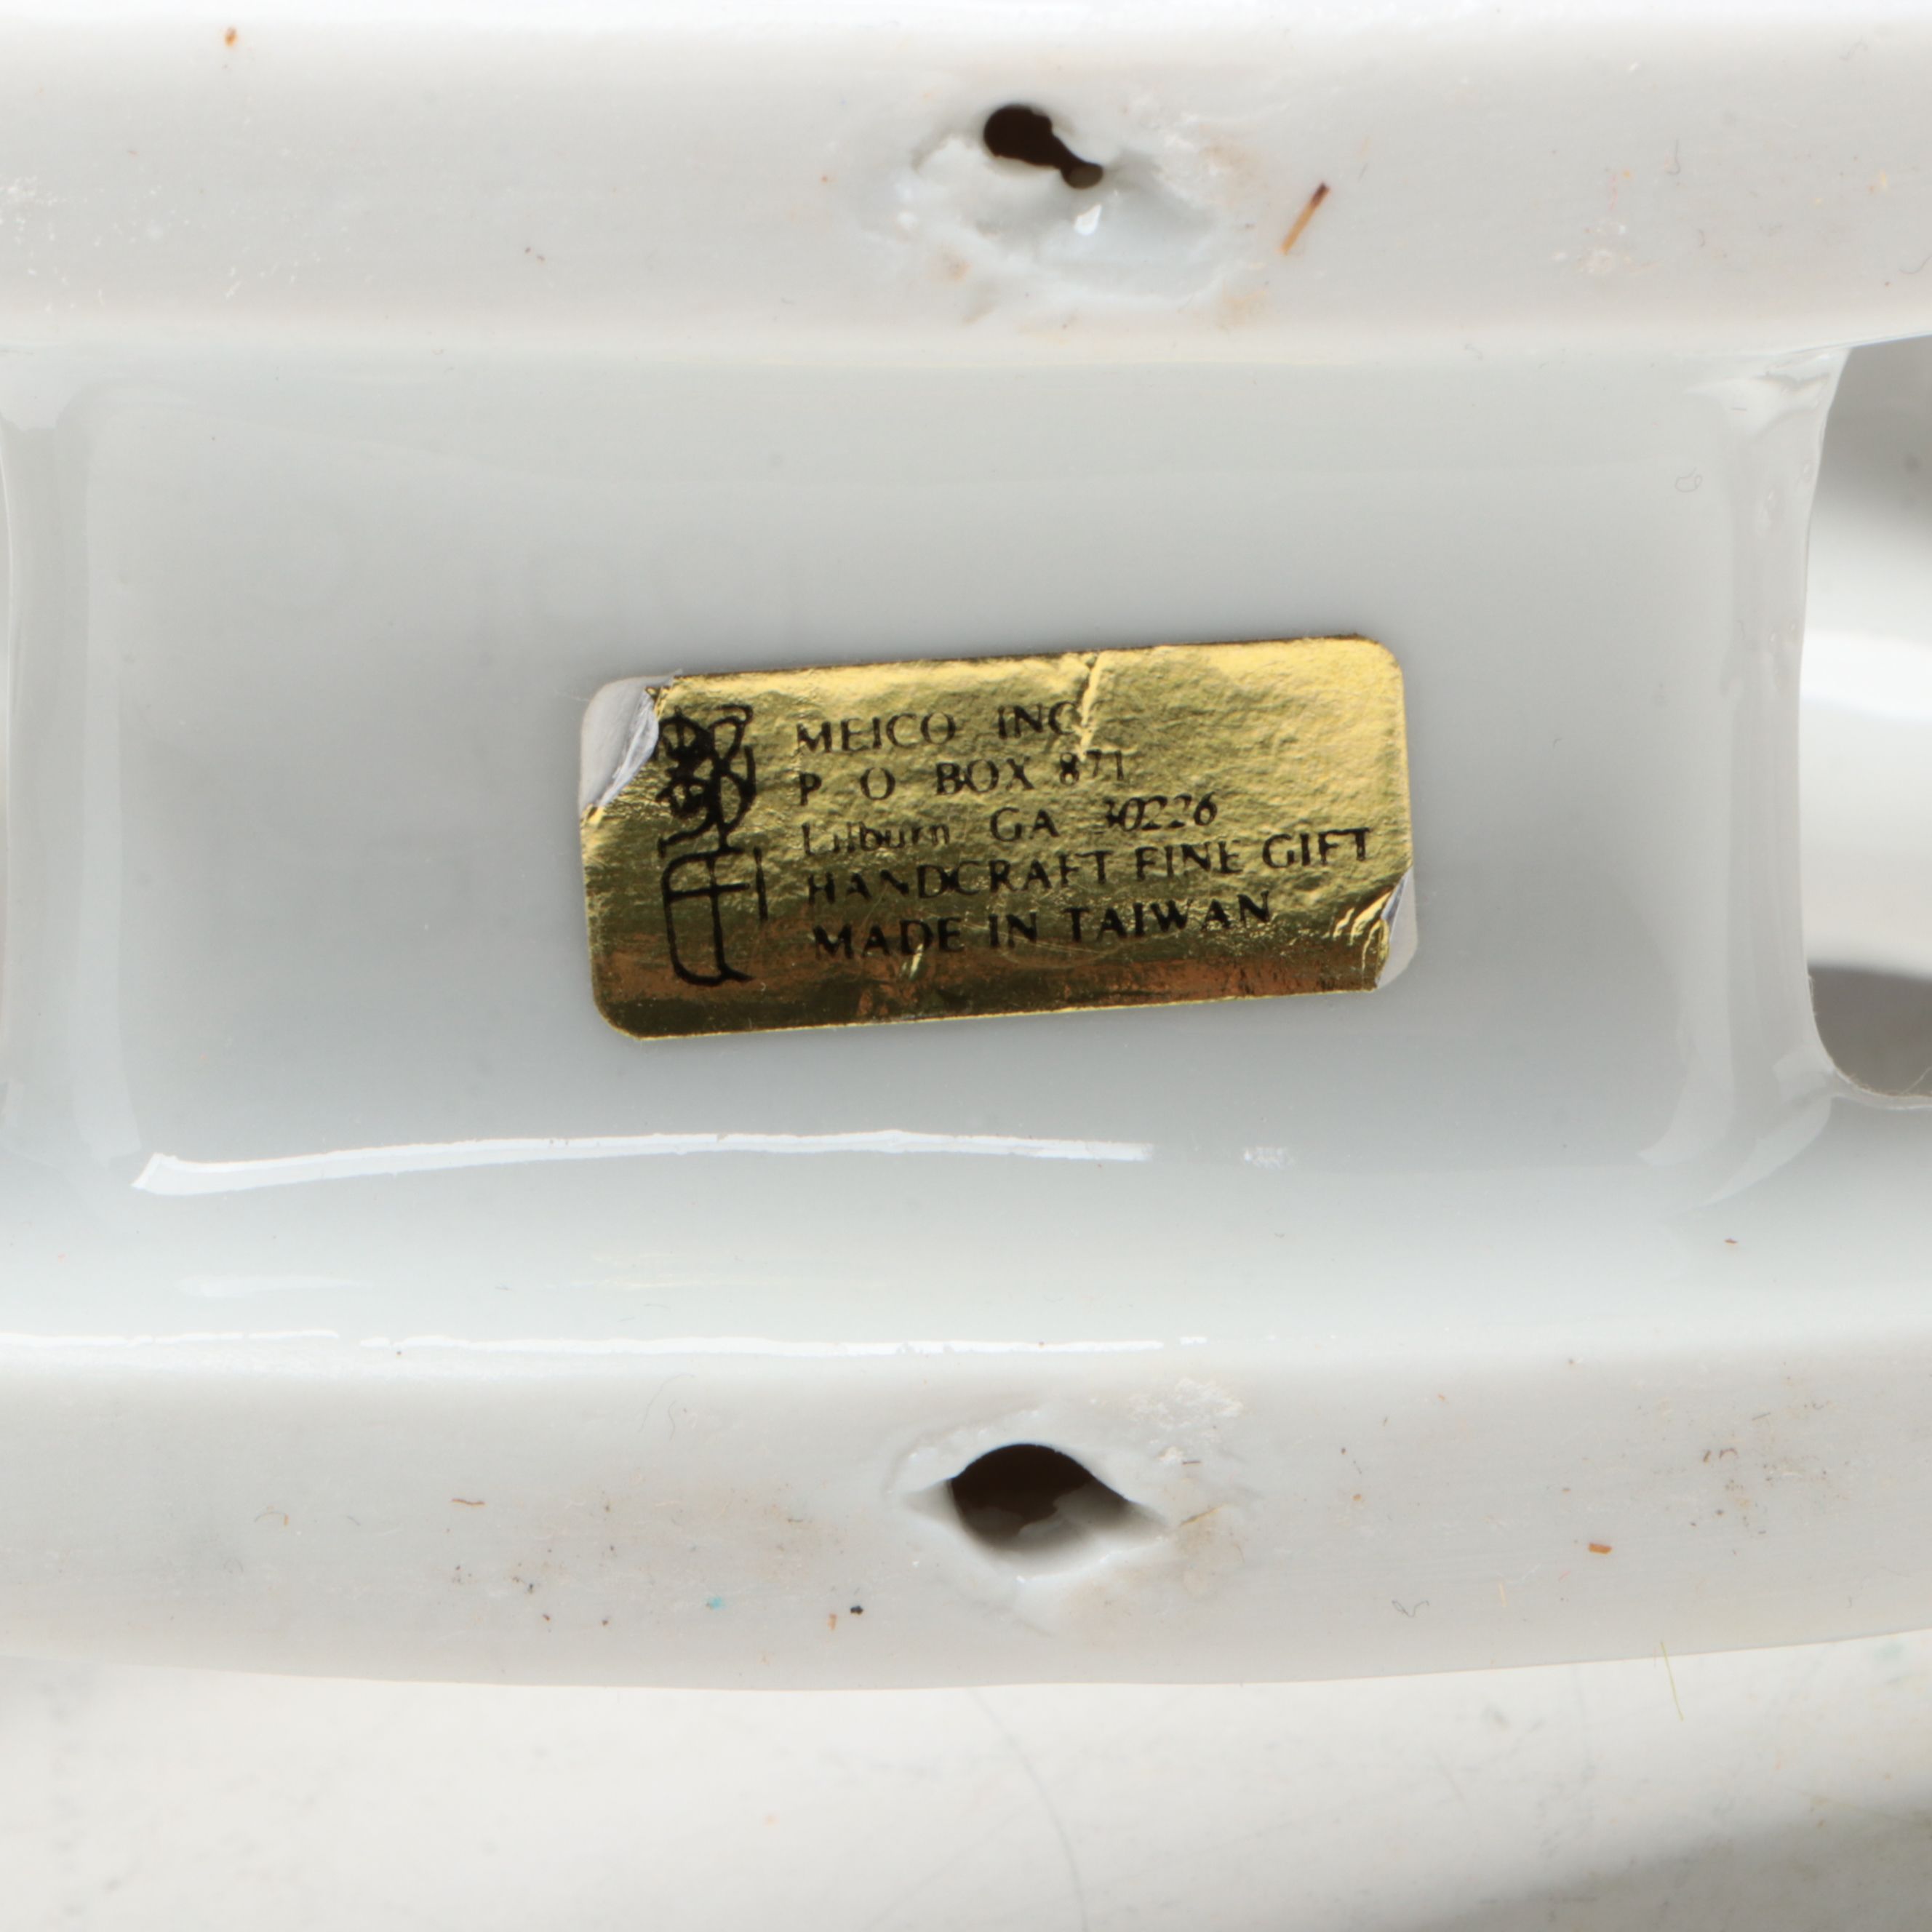 MEICO INC
P O BOX 871
Lilburn GA 30226
HANDCRAFT FINE GIFT
MADE IN TAIWAN